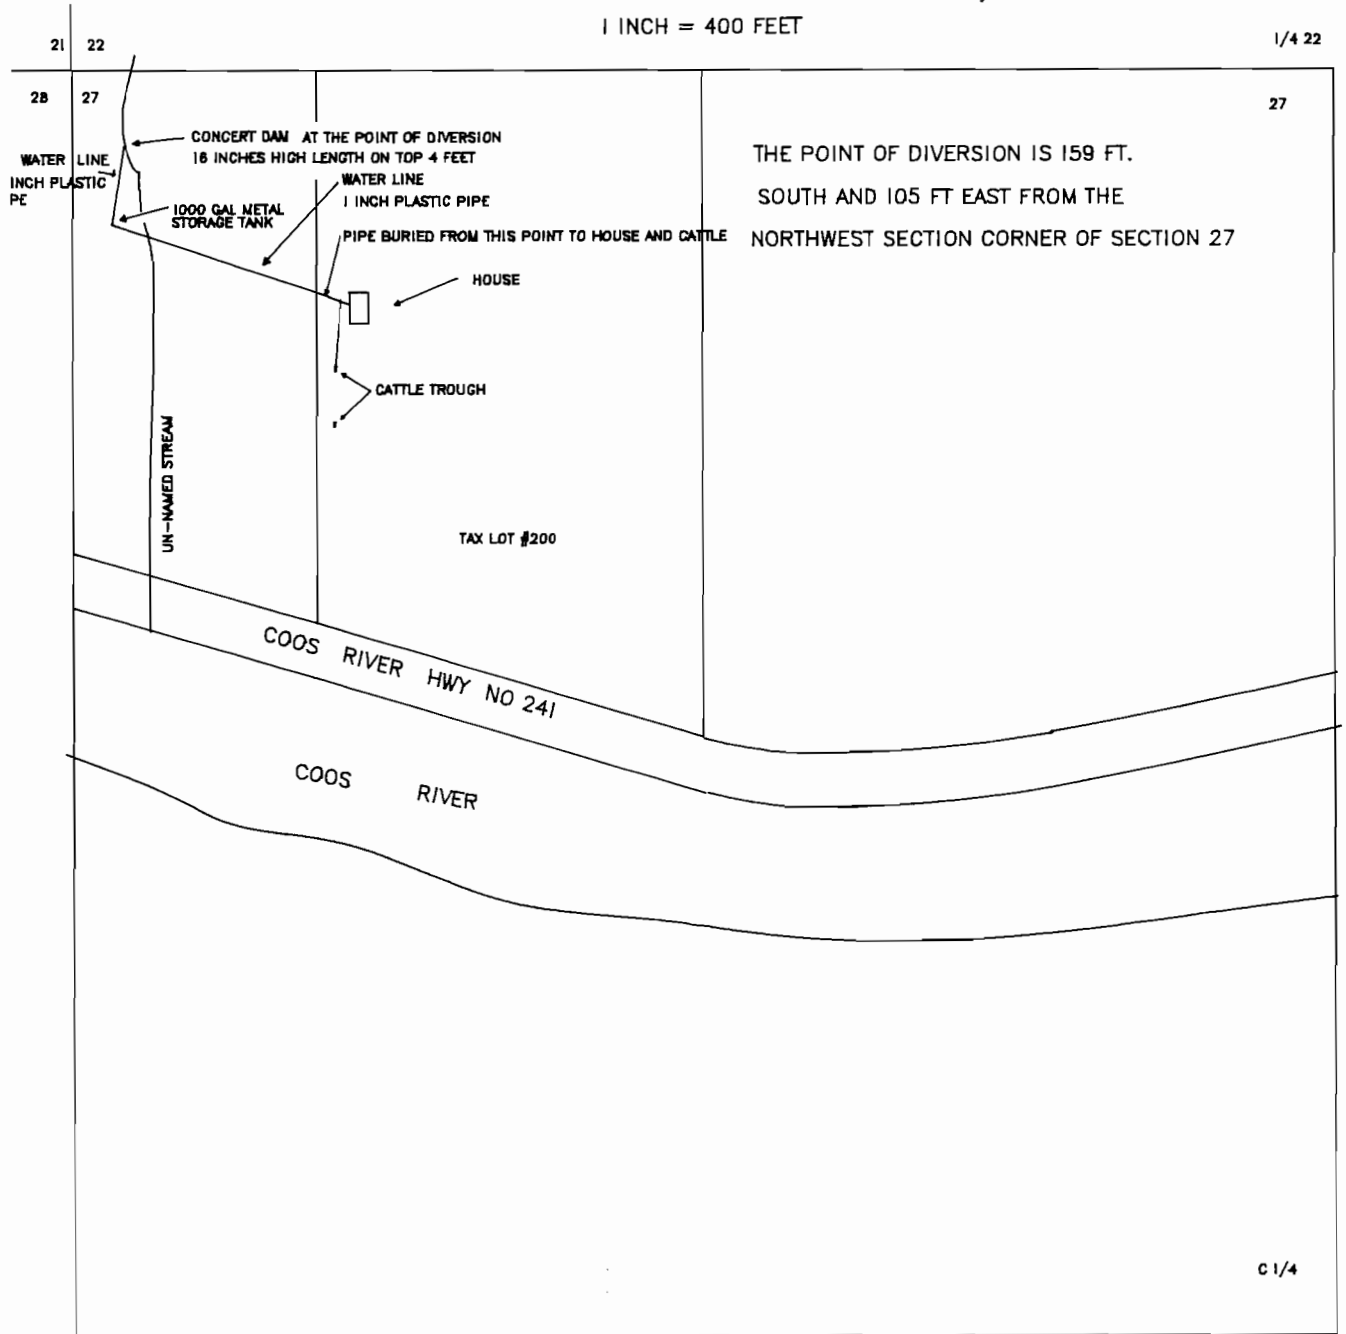 1 INCH = 400 FEET
21 22
1/4 22
28 27
27
CONCERT DAM AT THE POINT OF DIVERSION
16 INCHES HIGH LENGTH ON TOP 4 FEET
WATER LINE
INCH PLASTIC
PE
WATER LINE
1 INCH PLASTIC PIPE
1000 GAL METAL
STORAGE TANK
PIPE BURIED FROM THIS POINT TO HOUSE AND CATTLE
HOUSE
CATTLE TROUGH
THE POINT OF DIVERSION IS 159 FT.
SOUTH AND 105 FT EAST FROM THE
NORTHWEST SECTION CORNER OF SECTION 27
UN-NAMED STREAM
TAX LOT #200
COOS RIVER HWY NO 241
COOS RIVER
C 1/4